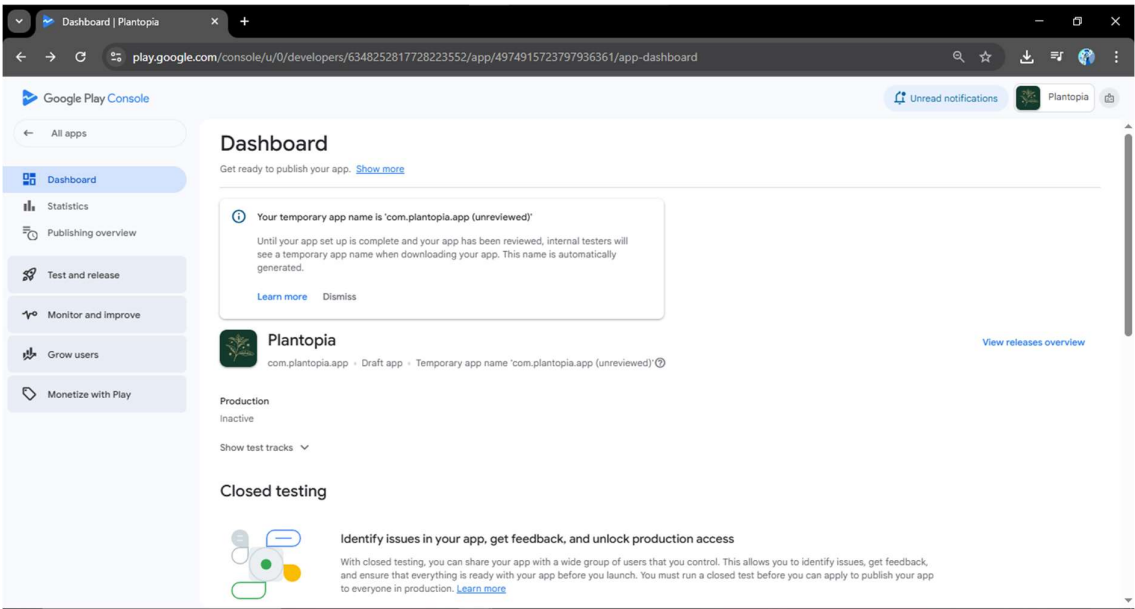 Dashboard | Plantopia
play.google.com/console/u/0/developers/6348252817728223552/app/4974915723797936361/app-dashboard
Google Play Console
Unread notifications
Plantopia
All apps
Dashboard
Statistics
Publishing overview
Test and release
Monitor and improve
Grow users
Monetize with Play
Dashboard
Get ready to publish your app. Show more
Your temporary app name is 'com.plantopia.app (unreviewed)'
Until your app set up is complete and your app has been reviewed, internal testers will
see a temporary app name when downloading your app. This name is automatically
generated.
Learn more Dismiss
Plantopia
View releases overview
com.plantopia.app Draft app Temporary app name 'com.plantopia.app (unreviewed)'
Production
Inactive
Show test tracks
Closed testing
Identify issues in your app, get feedback, and unlock production access
With closed testing, you can share your app with a wide group of users that you control. This allows you to identify issues, get feedback,
and ensure that everything is ready with your app before you launch. You must run a closed test before you can apply to publish your app
to everyone in production. Learn more